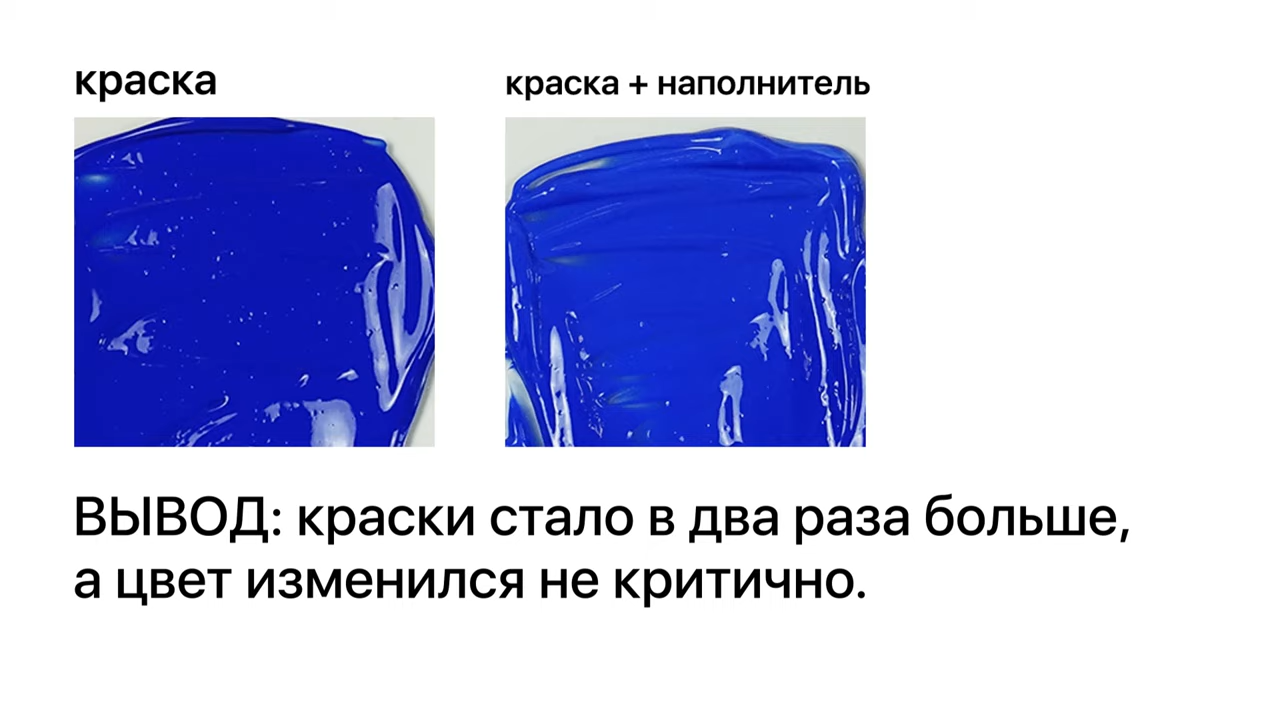 краска
краска + наполнитель
ВЫВОД: краски стало в два раза больше,
а цвет изменился не критично.